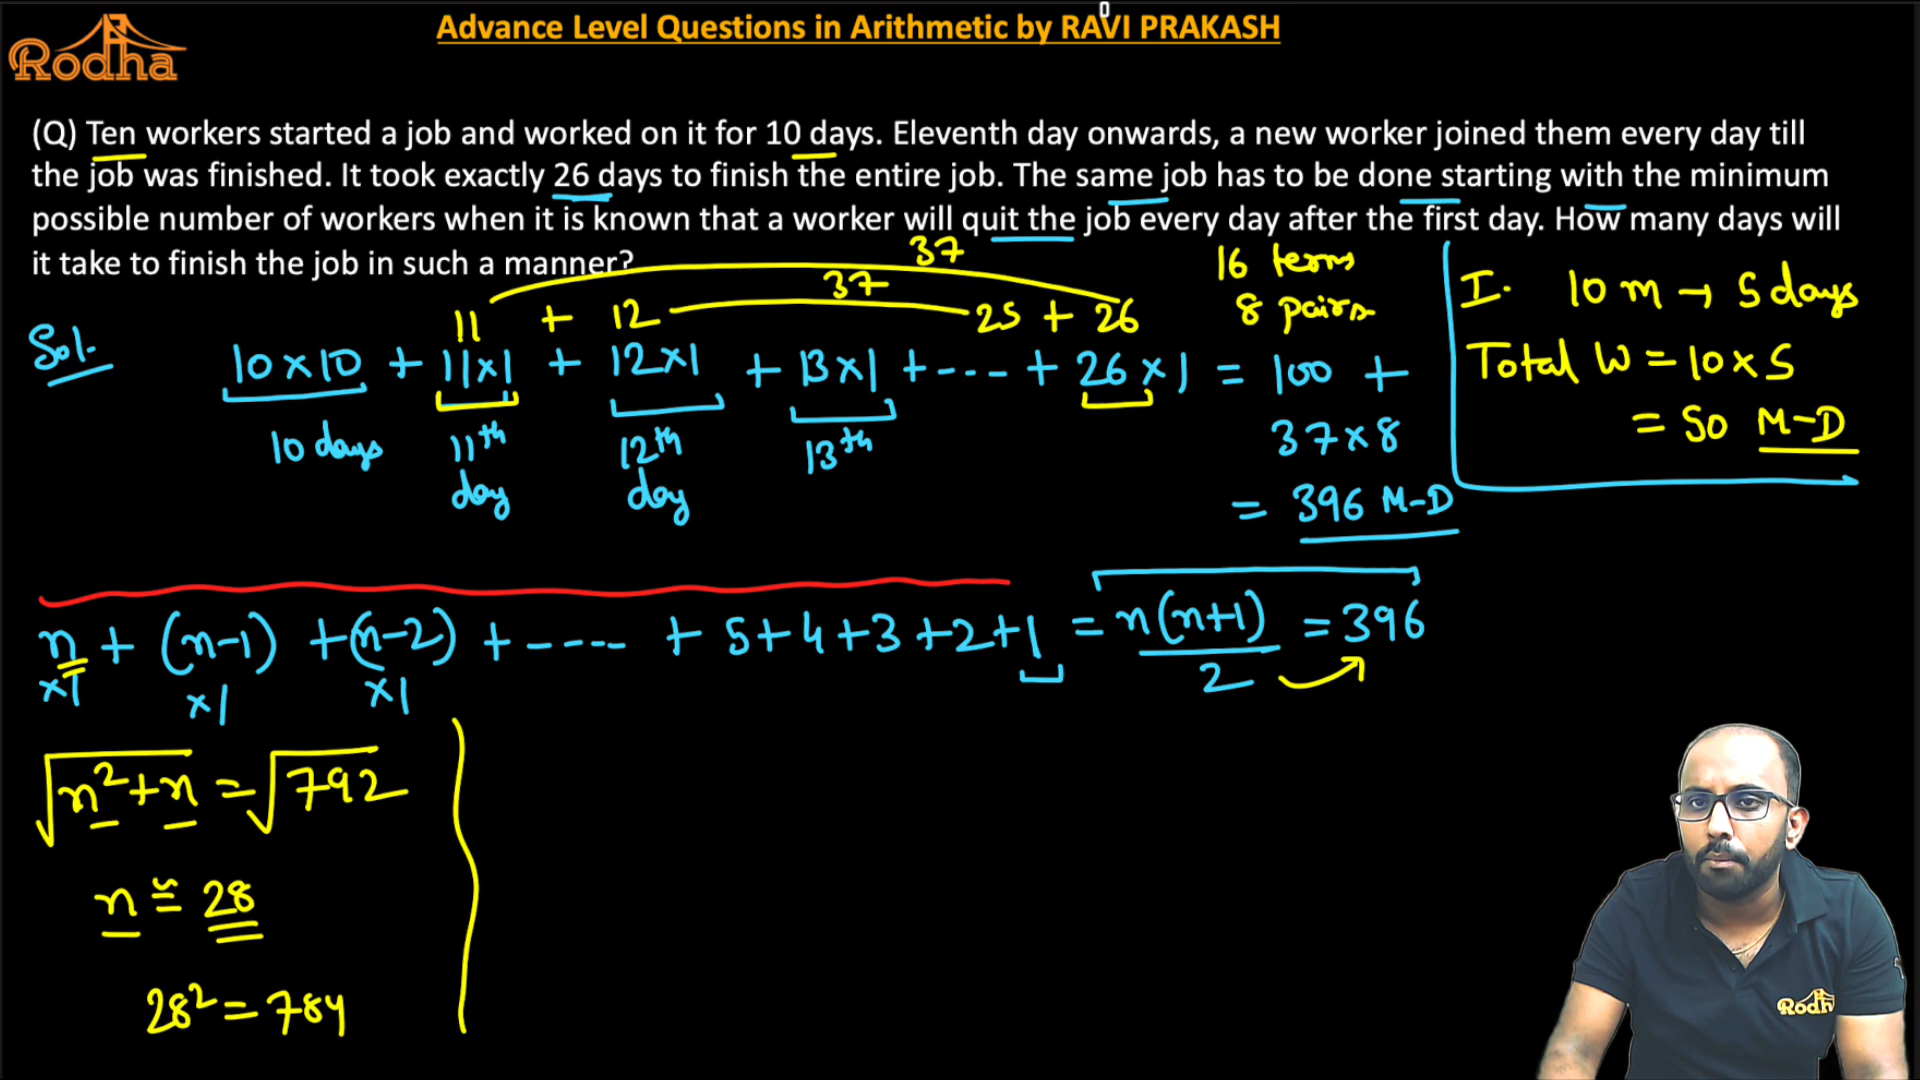 Advance Level Questions in Arithmetic by RAVI PRAKASH
Rodha
(Q) Ten workers started a job and worked on it for 10 days. Eleventh day onwards, a new worker joined them every day till
the job was finished. It took exactly 26 days to finish the entire job. The same job has to be done starting with the minimum
possible number of workers when it is known that a worker will quit the job every day after the first day. How many days will
it take to finish the job in such a manner?
37
37
11 + 12 25 + 26
16 terms
8 pairs
Sol.
10×10 + 11×1 + 12×1 + 13×1 + ---- + 26×1 = 100 +
37×8
= 396 M-D
10 days
11th day
12th day
13th
I. 10 m → 5 days
Total W = 10×5
= 50 M-D
n + (n-1) + (n-2) + ---- + 5+4+3+2+1 = n(n+1)/2 = 396
×1 ×1 ×1
√n²+n = √792
n ≅ 28
28² = 784
Rodh